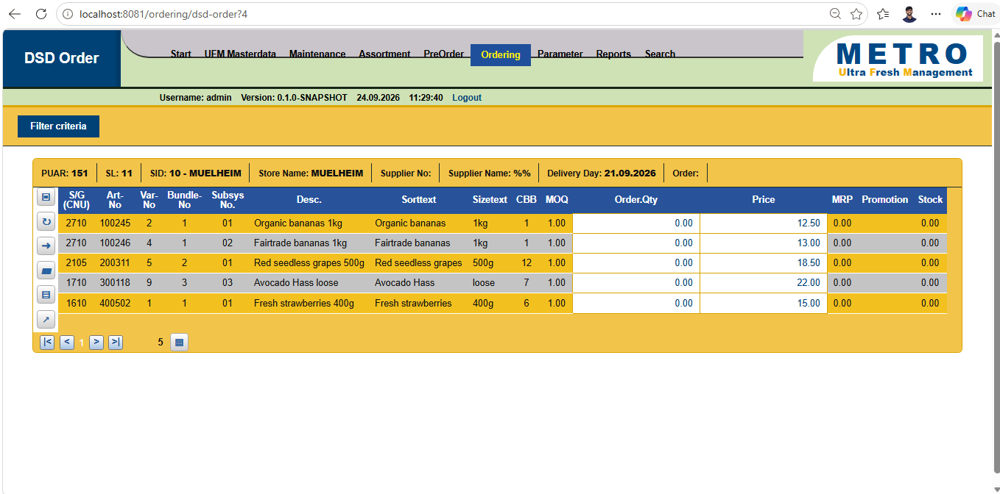 localhost:8081/ordering/dsd-order?4
Chat
DSD Order
Start UFM Masterdata Maintenance Assortment PreOrder Ordering Parameter Reports Search
METRO
Ultra Fresh Management
Username: admin Version: 0.1.0-SNAPSHOT 24.09.2026 11:29:40 Logout
Filter criteria
PUAR: 151 SL: 11 SID: 10 - MUELHEIM Store Name: MUELHEIM Supplier No: Supplier Name: %% Delivery Day: 21.09.2026 Order:
S/G (CNU) Art-No Var-No Bundle-No Subsys No. Desc. Sorttext Sizetext CBB MOQ Order.Qty Price MRP Promotion Stock
2710 100245 2 1 01 Organic bananas 1kg Organic bananas 1kg 1 1.00 0.00 12.50 0.00 0.00
2710 100246 4 1 02 Fairtrade bananas 1kg Fairtrade bananas 1kg 1 1.00 0.00 13.00 0.00 0.00
2105 200311 5 2 01 Red seedless grapes 500g Red seedless grapes 500g 12 1.00 0.00 18.50 0.00 0.00
1710 300118 9 3 03 Avocado Hass loose Avocado Hass loose 7 1.00 0.00 22.00 0.00 0.00
1610 400502 1 1 01 Fresh strawberries 400g Fresh strawberries 400g 6 1.00 0.00 15.00 0.00 0.00
|< < 1 > >| 5